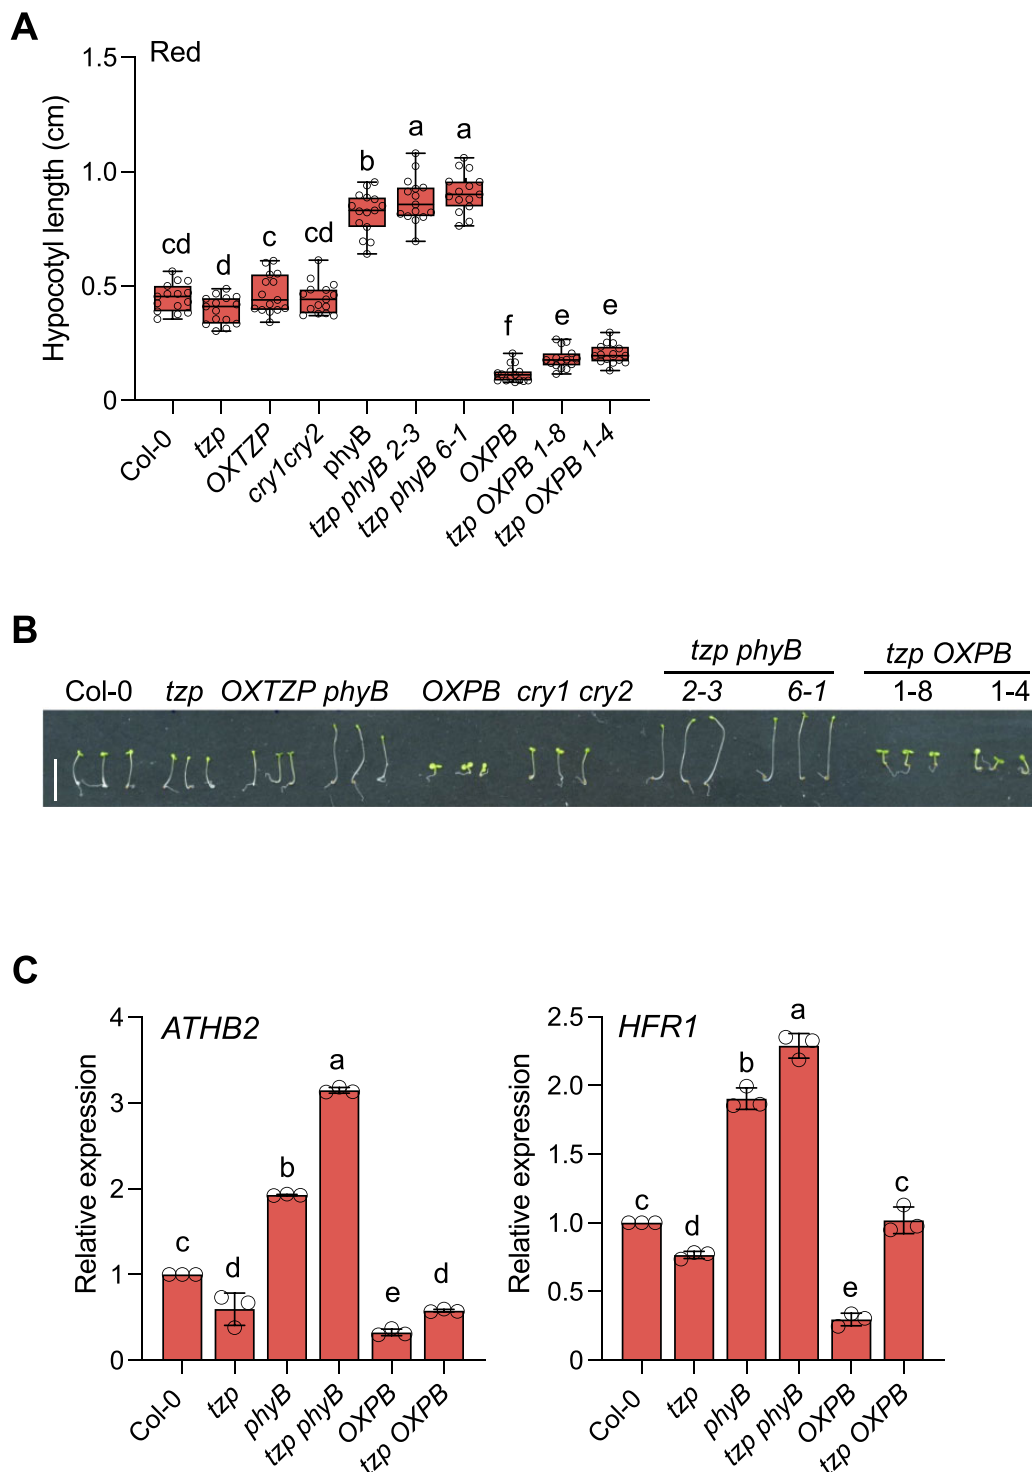 A
Red
1.5
1.0
0.5
0
Hypocotyl length (cm)
cd
d
c
cd
b
a
a
f
e
e
Col-0
tzp
OXTZP
cry1cry2
phyB
tzp phyB 2-3
tzp phyB 6-1
OXPB
tzp OXPB 1-8
tzp OXPB 1-4
B
tzp phyB
tzp OXPB
Col-0 tzp OXTZP phyB OXPB cry1 cry2 2-3 6-1 1-8 1-4
C
ATHB2
4
3
2
1
0
Relative expression
c
d
b
a
e
d
Col-0
tzp
phyB
tzp phyB
OXPB
tzp OXPB
HFR1
2.5
2.0
1.5
1.0
0.5
0
Relative expression
c
d
b
a
e
c
Col-0
tzp
phyB
tzp phyB
OXPB
tzp OXPB